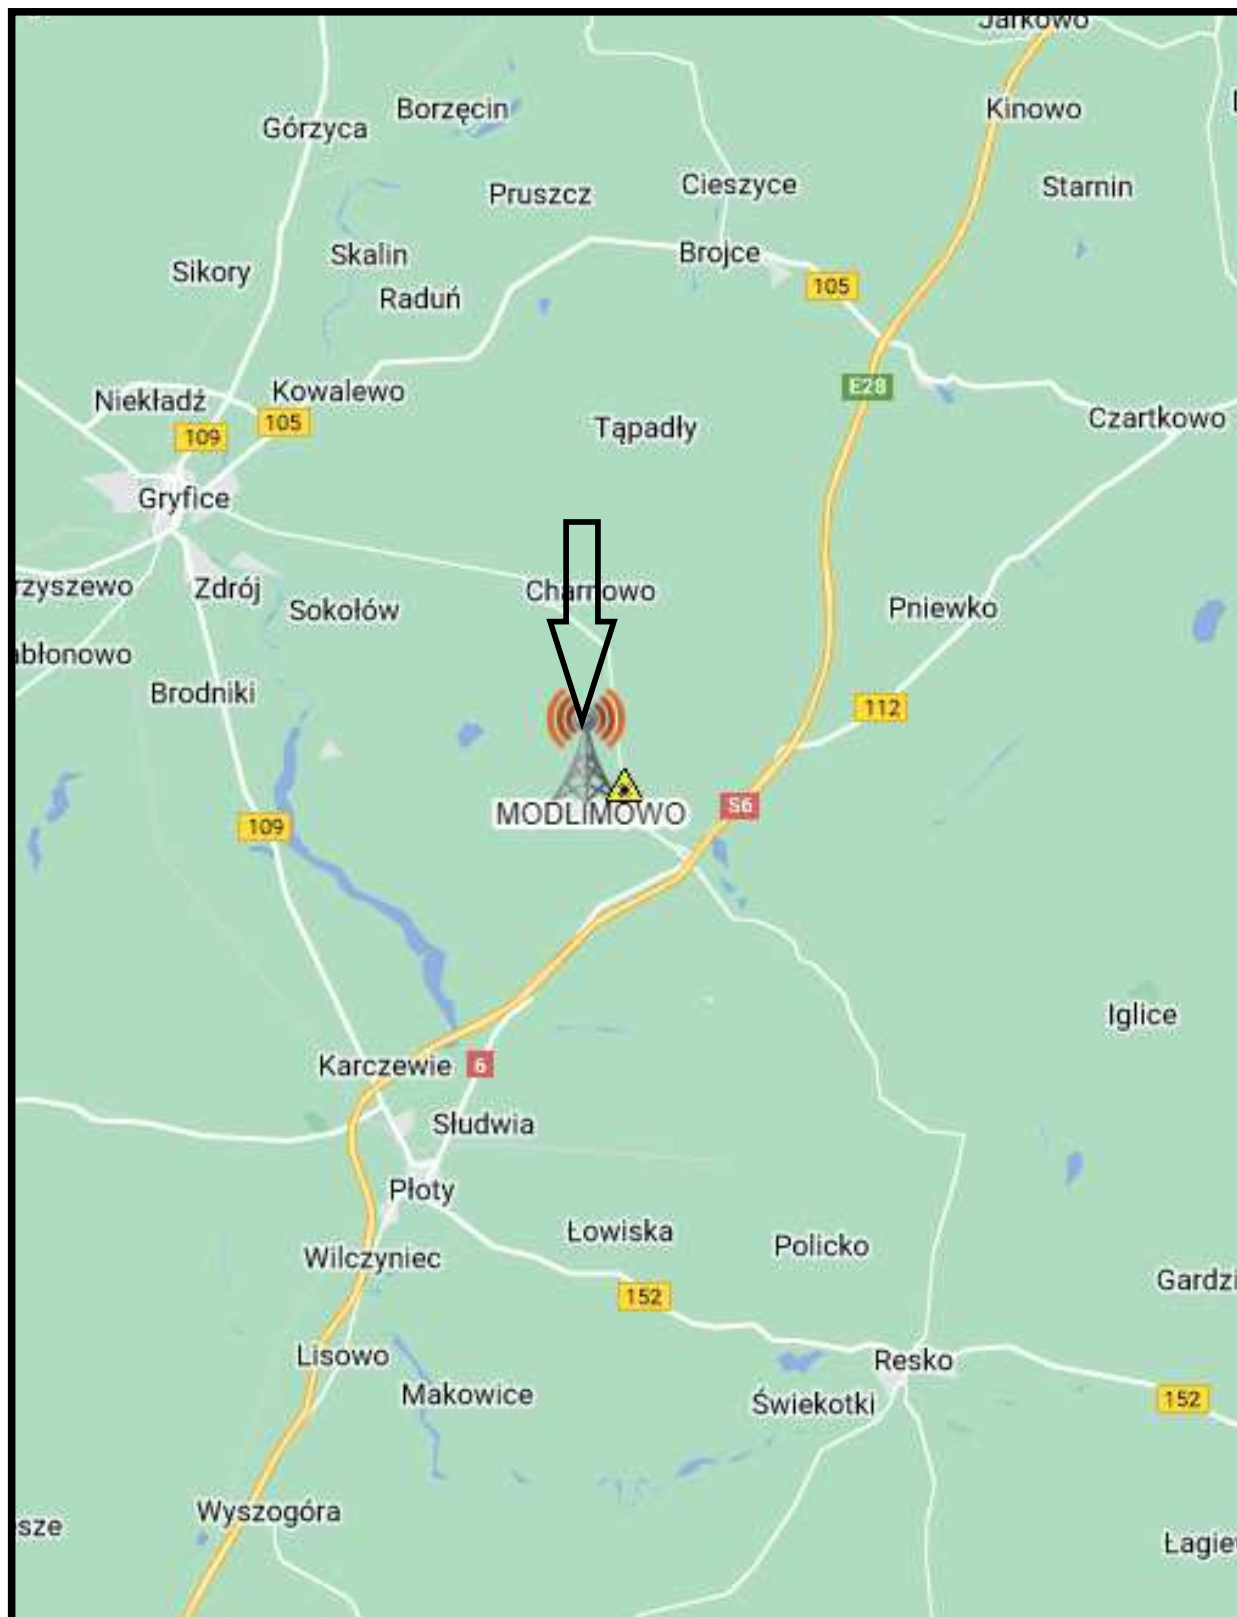 Jarkowo
Borzęcin
Kinowo
Górzyca
Cieszyce
Starnin
Pruszcz
Skalin
Brojce
Sikory
105
Raduń
E28
Kowalewo
Niekładź
Czartkowo
105
Tąpadły
109
Gryfice
rzyszewo
Zdrój
Charnowo
Sokołów
Pniewko
abłonowo
Brodniki
112
S6
MODLIMOWO
109
Iglice
Karczewie
6
Słudwia
Płoty
Łowiska
Policko
Wilczyniec
Gardzi
152
Lisowo
Resko
Makowice
Świekotki
152
Wyszogóra
sze
Łagiew